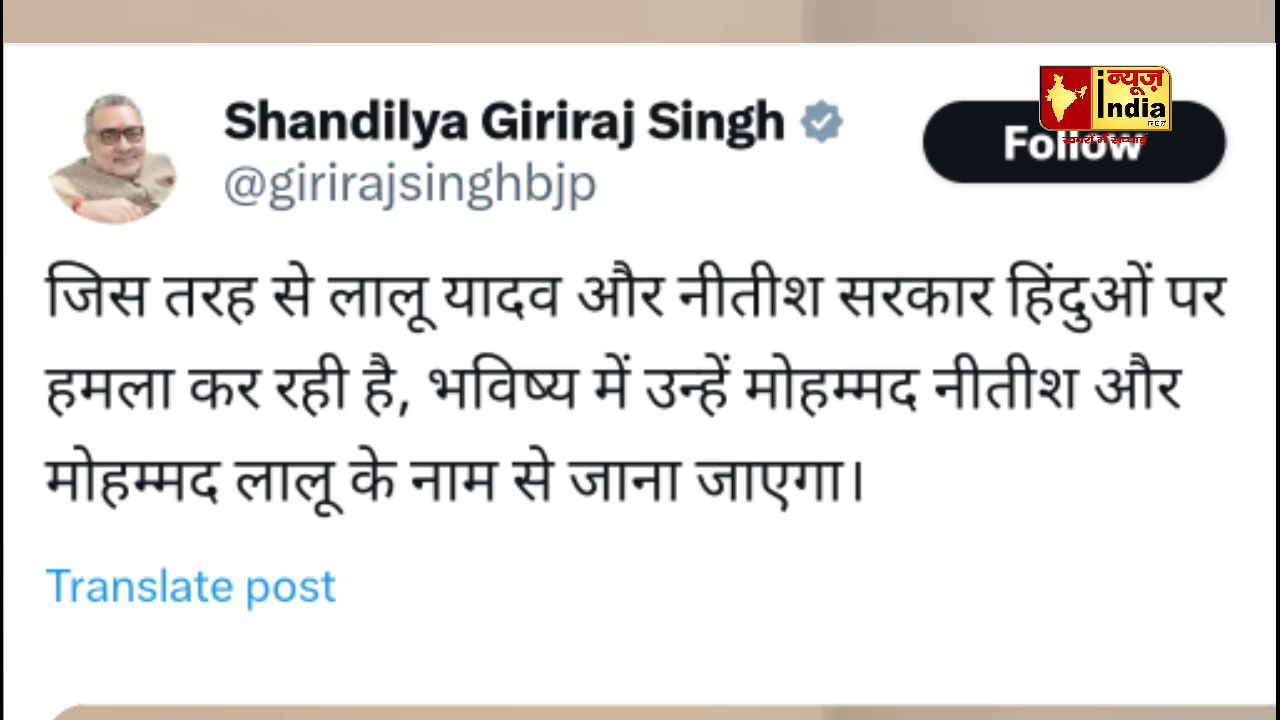 Shandilya Giriraj Singh
@girirajsinghbjp
Follow
न्यूज़
India
जिस तरह से लालू यादव और नीतीश सरकार हिंदुओं पर
हमला कर रही है, भविष्य में उन्हें मोहम्मद नीतीश और
मोहम्मद लालू के नाम से जाना जाएगा।
Translate post